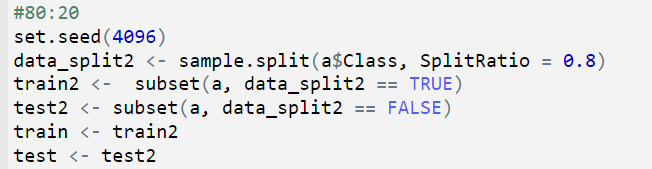 #80:20
set.seed(4096)
data_split2 <- sample.split(a$Class, SplitRatio = 0.8)
train2 <-  subset(a, data_split2 == TRUE)
test2 <- subset(a, data_split2 == FALSE)
train <- train2
test <- test2